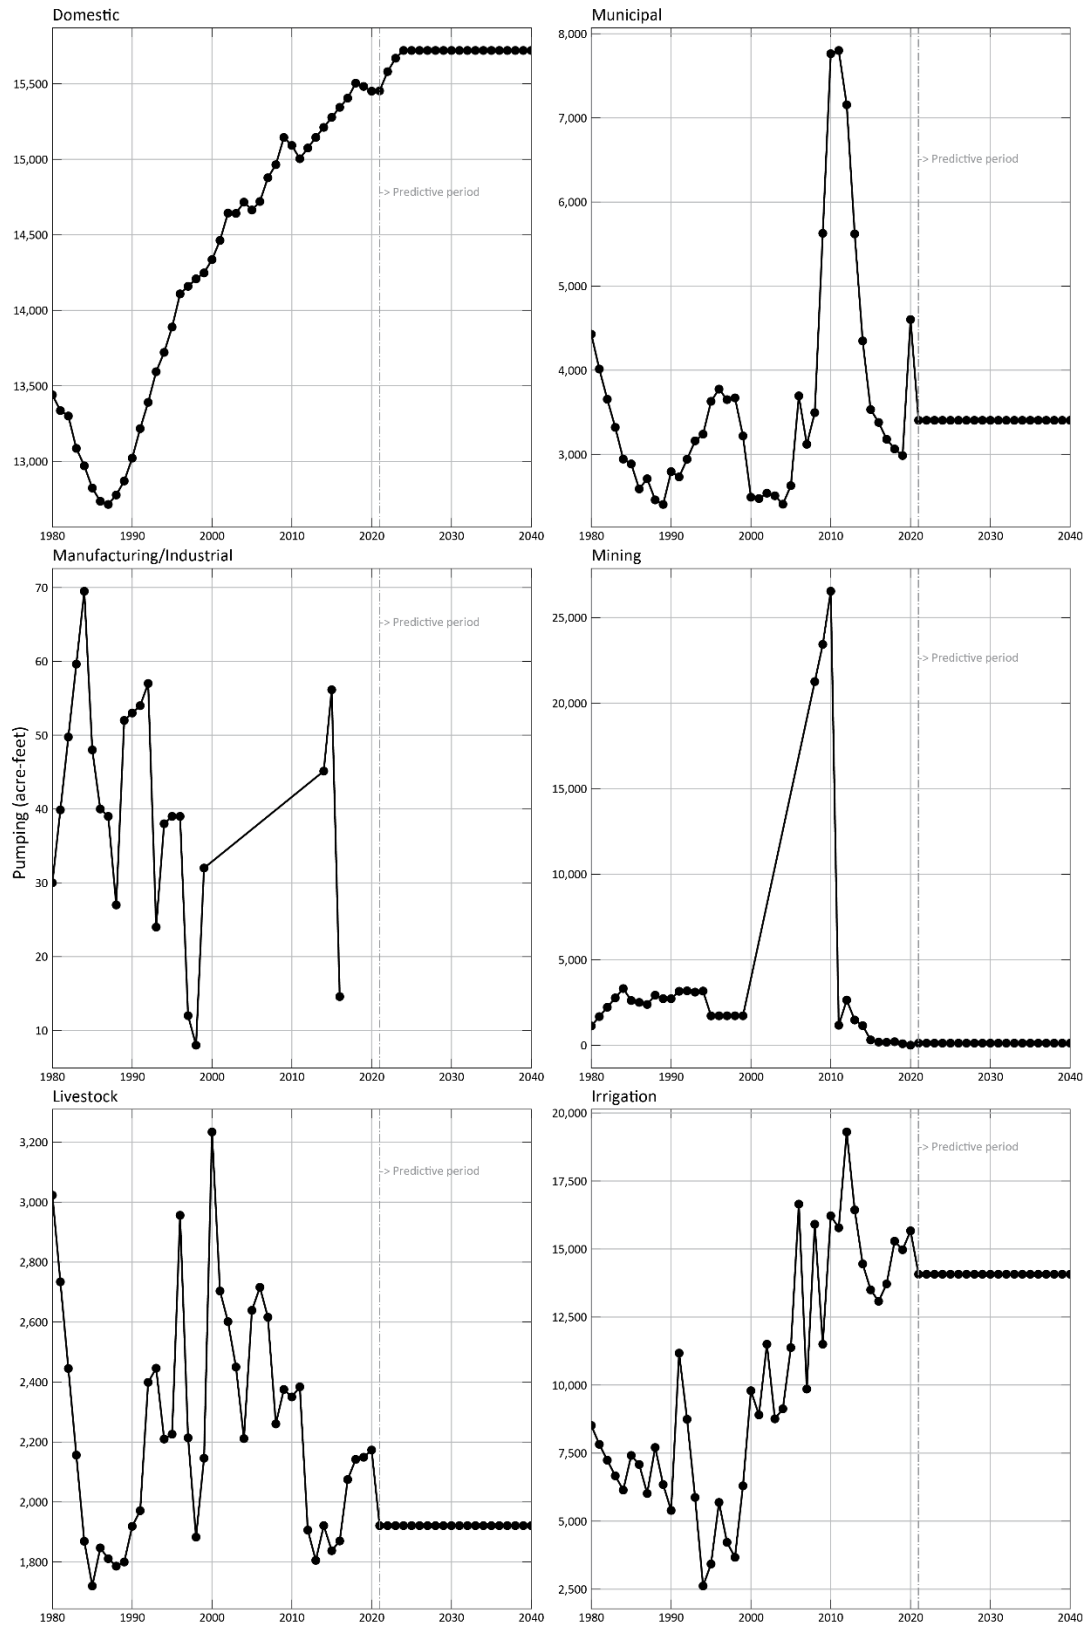 Domestic
15,500
15,000
14,500
14,000
13,500
13,000
-> Predictive period
1980 1990 2000 2010 2020 2030 2040
Municipal
8,000
7,000
6,000
5,000
4,000
3,000
-> Predictive period
1980 1990 2000 2010 2020 2030 2040
Pumping (acre-feet)
Manufacturing/Industrial
70
60
50
40
30
20
10
-> Predictive period
1980 1990 2000 2010 2020 2030 2040
Mining
25,000
20,000
15,000
10,000
5,000
0
-> Predictive period
1980 1990 2000 2010 2020 2030 2040
Livestock
3,200
3,000
2,800
2,600
2,400
2,200
2,000
1,800
-> Predictive period
1980 1990 2000 2010 2020 2030 2040
Irrigation
20,000
17,500
15,000
12,500
10,000
7,500
5,000
2,500
-> Predictive period
1980 1990 2000 2010 2020 2030 2040